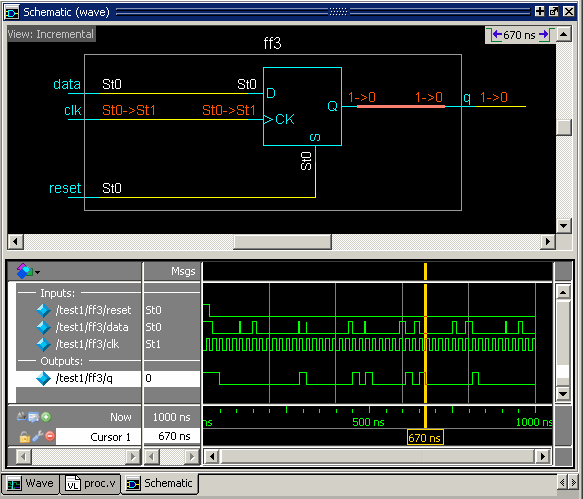 Schematic (wave)
View: Incremental
670 ns
ff3
data St0 St0 D
clk St0->St1 St0->St1 CK
Q 1->0 1->0 q 1->0
S
St0
reset St0
Msgs
Inputs:
/test1/ff3/reset St0
/test1/ff3/data St0
/test1/ff3/clk St1
Outputs:
/test1/ff3/q 0
Now 1000 ns ns 500 ns 1000 ns
Cursor 1 670 ns 670 ns
Wave proc.v Schematic